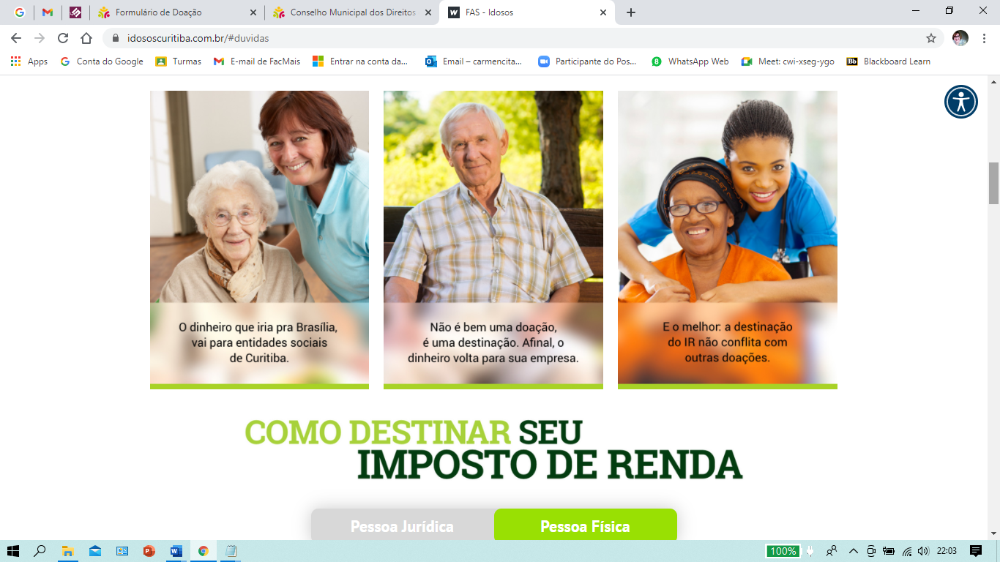 Formulário de Doação
Conselho Municipal dos Direitos
FAS - Idosos
idososcuritiba.com.br/#duvidas
Apps
Conta do Google
Turmas
E-mail de FacMais
Entrar na conta da...
Email – carmencita...
Participante do Pos...
WhatsApp Web
Meet: cwi-xseg-ygo
Bb
Blackboard Learn
O dinheiro que iria pra Brasília,
vai para entidades sociais
de Curitiba.
Não é bem uma doação,
é uma destinação. Afinal, o
dinheiro volta para sua empresa.
E o melhor: a destinação
do IR não conflita com
outras doações.
COMO DESTINAR SEU
IMPOSTO DE RENDA
Pessoa Jurídica
Pessoa Física
100%
22:03